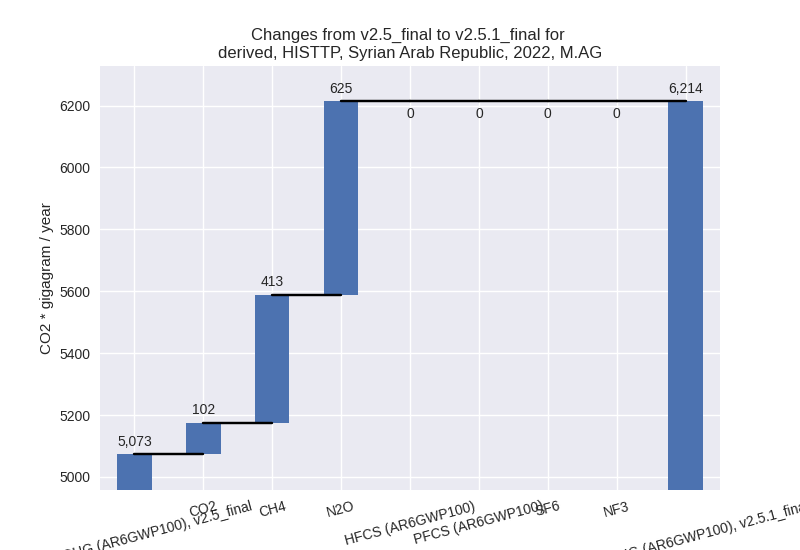 Changes from v2.5_final to v2.5.1_final for
derived, HISTTP, Syrian Arab Republic, 2022, M.AG
CO2 * gigagram / year
6200
6000
5800
5600
5400
5200
5000
5,073
102
413
625
0
0
0
0
6,214
(AR6GWP100), v2.5_final
CO2
CH4
N2O
HFCS (AR6GWP100)
PFCS (AR6GWP100)
SF6
NF3
(AR6GWP100), v2.5.1_fina